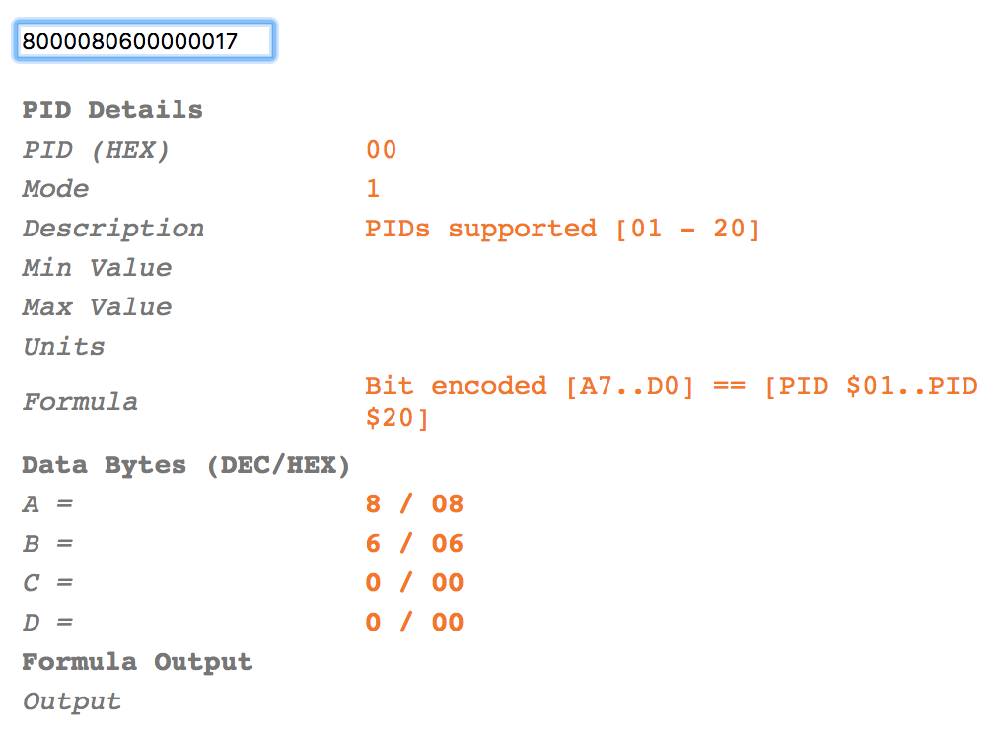 8000080600000017
PID Details
PID (HEX) 00
Mode 1
Description PIDs supported [01 - 20]
Min Value
Max Value
Units
Formula Bit encoded [A7..D0] == [PID $01..PID
$20]
Data Bytes (DEC/HEX)
A = 8 / 08
B = 6 / 06
C = 0 / 00
D = 0 / 00
Formula Output
Output